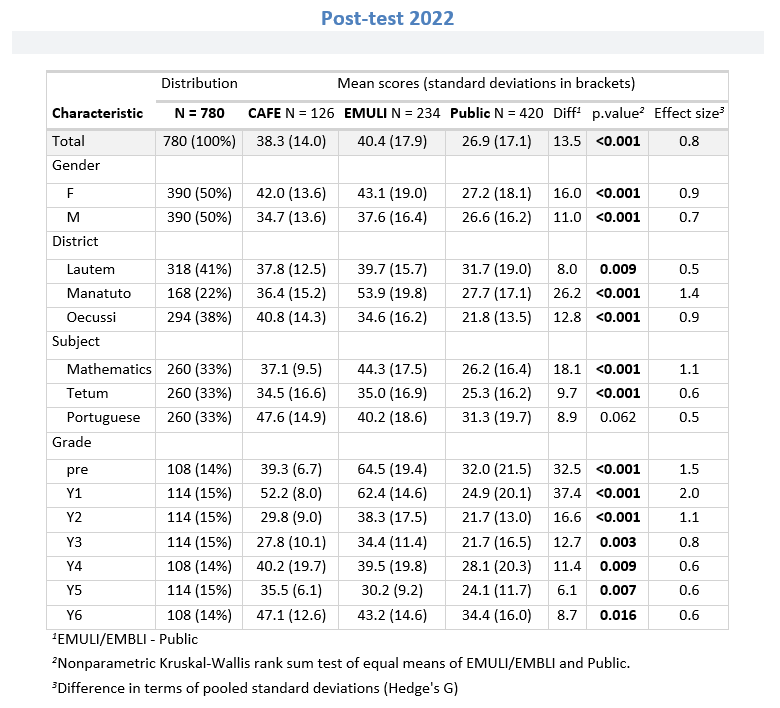 Post-test 2022
Distribution Mean scores (standard deviations in brackets)
Characteristic N = 780 CAFE N = 126 EMULI N = 234 Public N = 420 Diff¹ p.value² Effect size³
Total 780 (100%) 38.3 (14.0) 40.4 (17.9) 26.9 (17.1) 13.5 <0.001 0.8
Gender
F 390 (50%) 42.0 (13.6) 43.1 (19.0) 27.2 (18.1) 16.0 <0.001 0.9
M 390 (50%) 34.7 (13.6) 37.6 (16.4) 26.6 (16.2) 11.0 <0.001 0.7
District
Lautem 318 (41%) 37.8 (12.5) 39.7 (15.7) 31.7 (19.0) 8.0 0.009 0.5
Manatuto 168 (22%) 36.4 (15.2) 53.9 (19.8) 27.7 (17.1) 26.2 <0.001 1.4
Oecussi 294 (38%) 40.8 (14.3) 34.6 (16.2) 21.8 (13.5) 12.8 <0.001 0.9
Subject
Mathematics 260 (33%) 37.1 (9.5) 44.3 (17.5) 26.2 (16.4) 18.1 <0.001 1.1
Tetum 260 (33%) 34.5 (16.6) 35.0 (16.9) 25.3 (16.2) 9.7 <0.001 0.6
Portuguese 260 (33%) 47.6 (14.9) 40.2 (18.6) 31.3 (19.7) 8.9 0.062 0.5
Grade
pre 108 (14%) 39.3 (6.7) 64.5 (19.4) 32.0 (21.5) 32.5 <0.001 1.5
Y1 114 (15%) 52.2 (8.0) 62.4 (14.6) 24.9 (20.1) 37.4 <0.001 2.0
Y2 114 (15%) 29.8 (9.0) 38.3 (17.5) 21.7 (13.0) 16.6 <0.001 1.1
Y3 114 (15%) 27.8 (10.1) 34.4 (11.4) 21.7 (16.5) 12.7 0.003 0.8
Y4 108 (14%) 40.2 (19.7) 39.5 (19.8) 28.1 (20.3) 11.4 0.009 0.6
Y5 114 (15%) 35.5 (6.1) 30.2 (9.2) 24.1 (11.7) 6.1 0.007 0.6
Y6 108 (14%) 47.1 (12.6) 43.2 (14.6) 34.4 (16.0) 8.7 0.016 0.6
¹EMULI/EMBLI - Public
²Nonparametric Kruskal-Wallis rank sum test of equal means of EMULI/EMBLI and Public.
³Difference in terms of pooled standard deviations (Hedge's G)